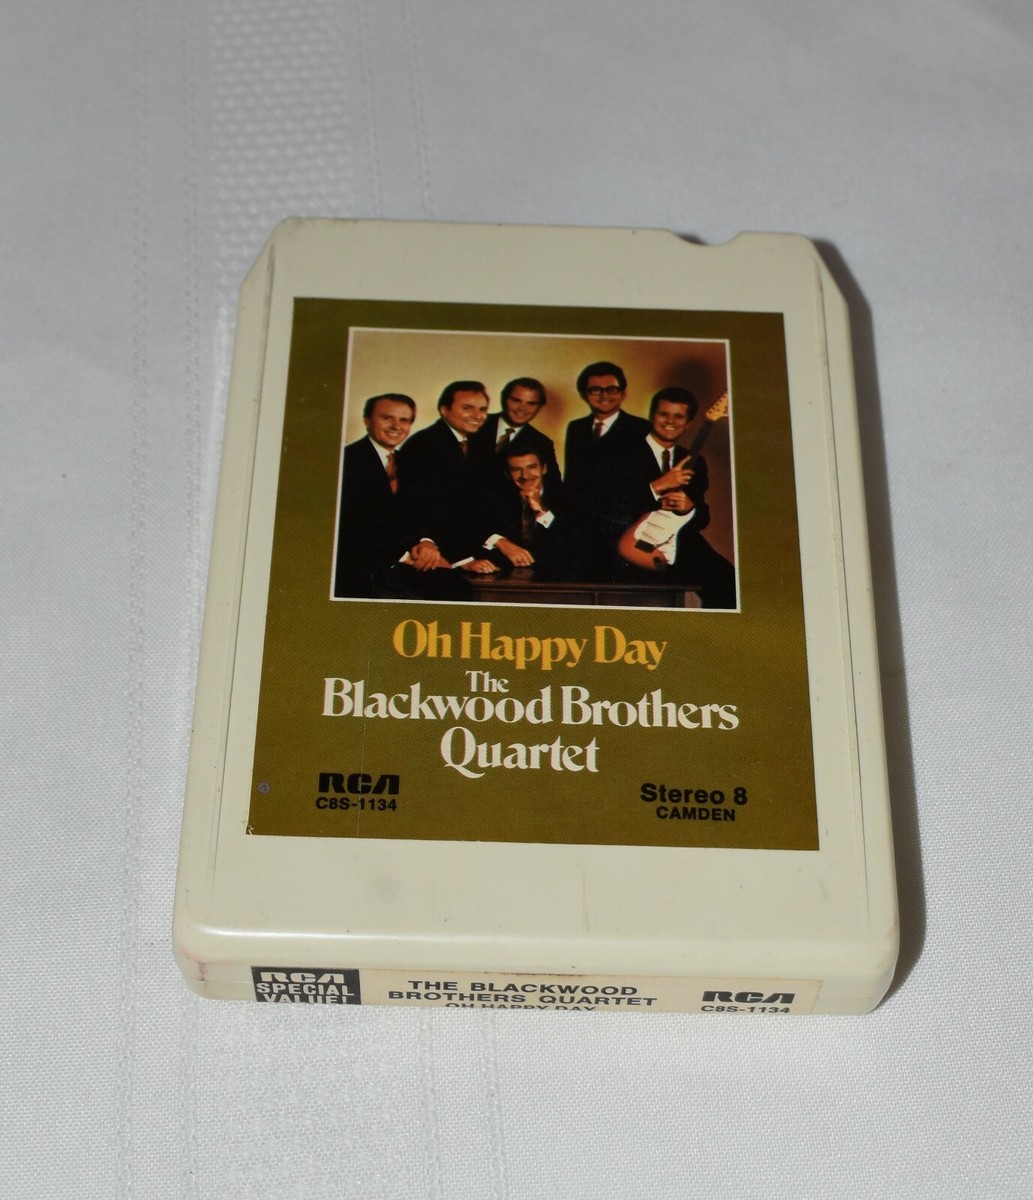 Oh Happy Day
The
Blackwood Brothers
Quartet
RCA
C8S-1134
Stereo 8
CAMDEN
RCA
SPECIAL
VALUE!
THE BLACKWOOD
BROTHERS QUARTET
OH HAPPY DAY
RCA
C8S-1134